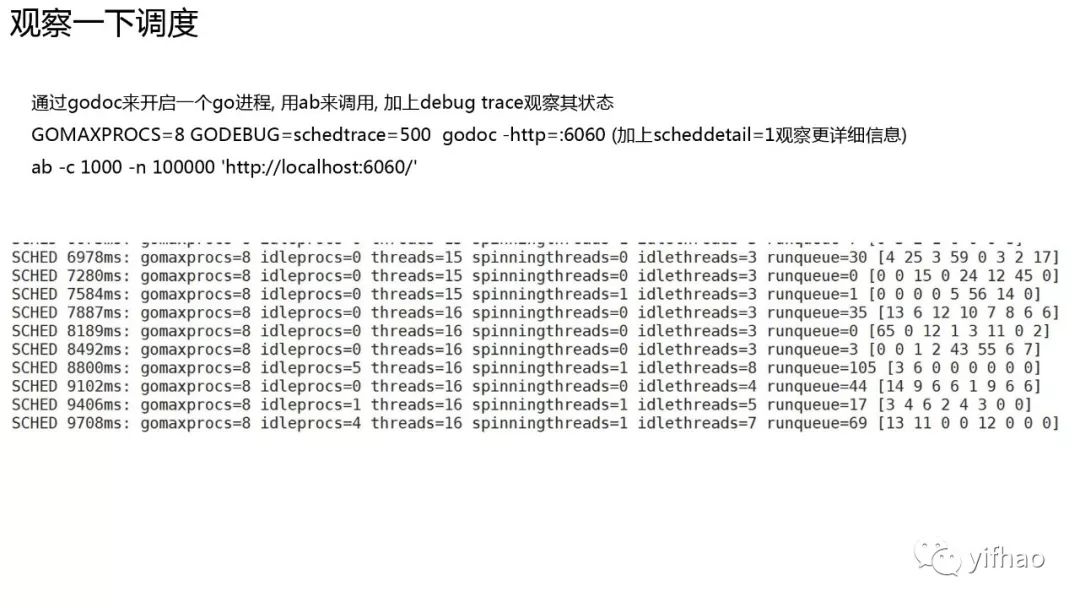 观察一下调度
通过godoc来开启一个go进程, 用ab来调用, 加上debug trace观察其状态
GOMAXPROCS=8 GODEBUG=schedtrace=500 godoc -http=:6060 (加上scheddetail=1观察更详细信息)
ab -c 1000 -n 100000 'http://localhost:6060/'
SCHED 6978ms: gomaxprocs=8 idleprocs=0 threads=15 spinningthreads=0 idlethreads=3 runqueue=30 [4 25 3 59 0 3 2 17]
SCHED 7280ms: gomaxprocs=8 idleprocs=0 threads=15 spinningthreads=0 idlethreads=3 runqueue=0 [0 0 15 0 24 12 45 0]
SCHED 7584ms: gomaxprocs=8 idleprocs=0 threads=15 spinningthreads=1 idlethreads=3 runqueue=1 [0 0 0 0 5 56 14 0]
SCHED 7887ms: gomaxprocs=8 idleprocs=0 threads=16 spinningthreads=0 idlethreads=3 runqueue=35 [13 6 12 10 7 8 6 6]
SCHED 8189ms: gomaxprocs=8 idleprocs=0 threads=16 spinningthreads=0 idlethreads=3 runqueue=0 [65 0 12 1 3 11 0 2]
SCHED 8492ms: gomaxprocs=8 idleprocs=0 threads=16 spinningthreads=0 idlethreads=3 runqueue=3 [0 0 1 2 43 55 6 7]
SCHED 8800ms: gomaxprocs=8 idleprocs=5 threads=16 spinningthreads=1 idlethreads=8 runqueue=105 [3 6 0 0 0 0 0 0]
SCHED 9102ms: gomaxprocs=8 idleprocs=0 threads=16 spinningthreads=0 idlethreads=4 runqueue=44 [14 9 6 6 1 9 6 6]
SCHED 9406ms: gomaxprocs=8 idleprocs=1 threads=16 spinningthreads=1 idlethreads=5 runqueue=17 [3 4 6 2 4 3 0 0]
SCHED 9708ms: gomaxprocs=8 idleprocs=4 threads=16 spinningthreads=1 idlethreads=7 runqueue=69 [13 11 0 0 12 0 0 0]
yifhao